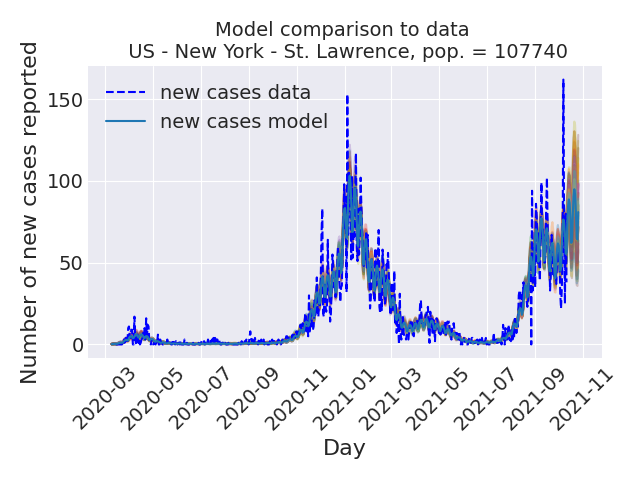 Model comparison to data
US - New York - St. Lawrence, pop. = 107740
Number of new cases reported
150
100
50
0
new cases data
new cases model
2020-03
2020-05
2020-07
2020-09
2020-11
2021-01
2021-03
2021-05
2021-07
2021-09
2021-11
Day